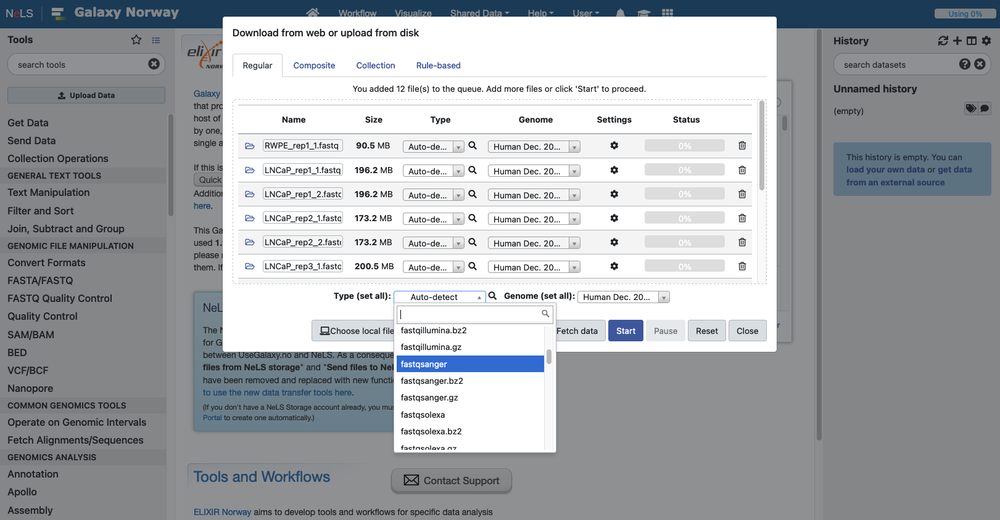 NeLS
Galaxy Norway
Workflow
Visualize
Shared Data
Help
User
Using 0%
Tools
search tools
Upload Data
Get Data
Send Data
Collection Operations
GENERAL TEXT TOOLS
Text Manipulation
Filter and Sort
Join, Subtract and Group
GENOMIC FILE MANIPULATION
Convert Formats
FASTA/FASTQ
FASTQ Quality Control
Quality Control
SAM/BAM
BED
VCF/BCF
Nanopore
COMMON GENOMICS TOOLS
Operate on Genomic Intervals
Fetch Alignments/Sequences
GENOMICS ANALYSIS
Annotation
Apollo
Assembly
elixir
NORW
Galaxy
that pro
host of
by one,
single a
If this is
Quick
Addition
here.
This Ga
used 1.
please r
them. If
Download from web or upload from disk
Regular Composite Collection Rule-based
You added 12 file(s) to the queue. Add more files or click 'Start' to proceed.
Name Size Type Genome Settings Status
RWPE_rep1_1.fastq 90.5 MB Auto-de... Human Dec. 20... 0%
LNCaP_rep1_1.fastq 196.2 MB Auto-de... Human Dec. 20... 0%
LNCaP_rep1_2.fastq 196.2 MB Auto-de... Human Dec. 20... 0%
LNCaP_rep2_1.fastq 173.2 MB Auto-de... Human Dec. 20... 0%
LNCaP_rep2_2.fastq 173.2 MB Auto-de... Human Dec. 20... 0%
LNCaP_rep3_1.fastq 200.5 MB Auto-de... Human Dec. 20... 0%
Type (set all): Auto-detect Genome (set all): Human Dec. 20...
Choose local file
Fetch data Start Pause Reset Close
fastqillumina.bz2
fastqillumina.gz
fastqsanger
fastqsanger.bz2
fastqsanger.gz
fastqsolexa
fastqsolexa.bz2
fastqsolexa.gz
NeL
The N
for G
between UseGalaxy.no and NeLS. As a conseque
files from NeLS storage" and "Send files to Nel
have been removed and replaced with new functi
to use the new data transfer tools here.
(If you don't have a NeLS Storage account already, you mus
Portal to create one automatically.)
Tools and Workflows
Contact Support
ELIXIR Norway aims to develop tools and workflows for specific data analysis
History
search datasets
Unnamed history
(empty)
This history is empty. You can
load your own data or get data
from an external source